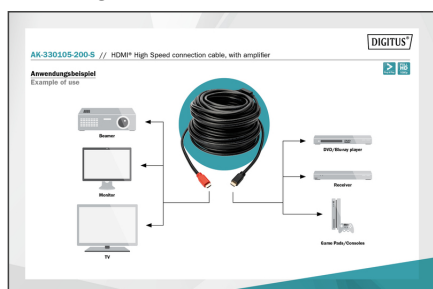 DIGITUS®
AK-330105-200-S // HDMI® High Speed connection cable, with amplifier
Anwendungsbeispiel
Example of use
Beamer
Monitor
TV
DVD/Bluray player
Receiver
Game Pads/Consoles